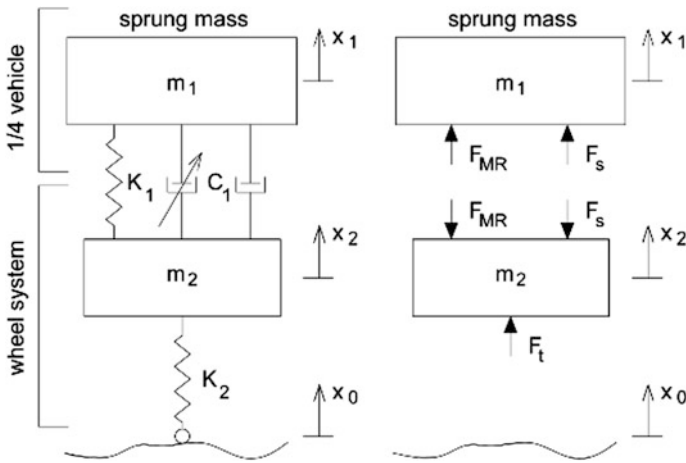 sprung mass
sprung mass
x1
x1
m1
m1
1/4 vehicle
K1
C1
FMR
Fs
FMR
Fs
x2
x2
m2
m2
wheel system
Ft
K2
x0
x0